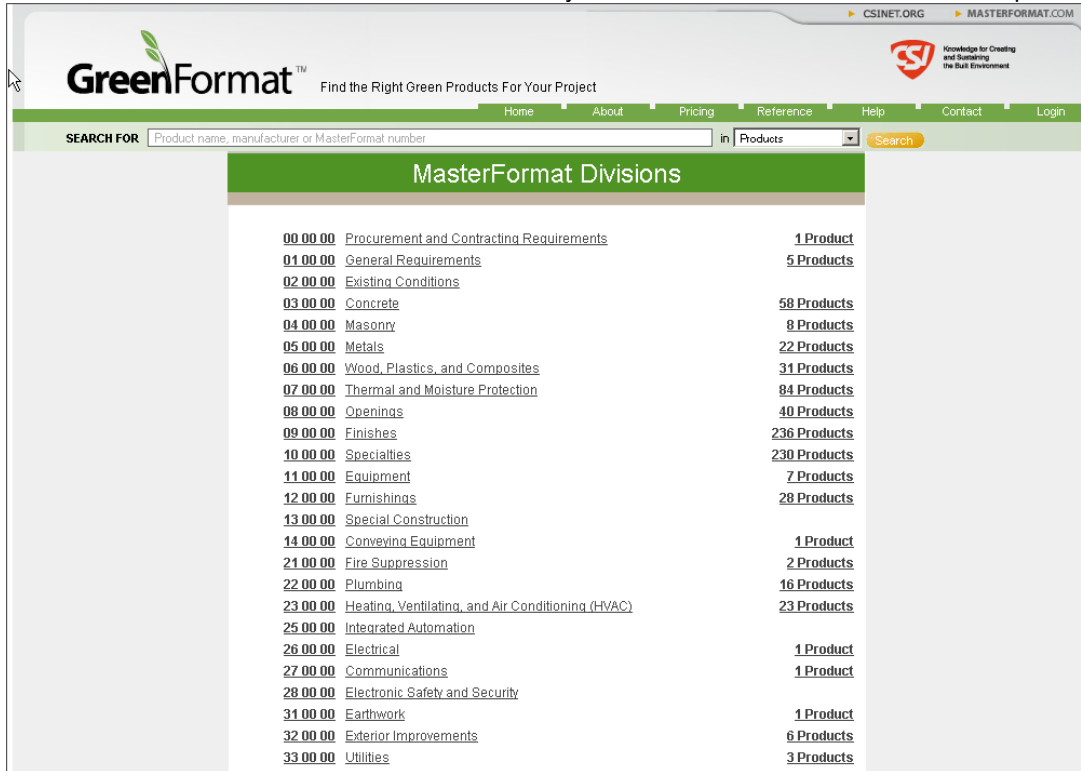 CSINET.ORG MASTERFORMAT.COM
GreenFormat™ Find the Right Green Products For Your Project
CSI Knowledge for Creating
and Sustaining
the Built Environment
Home About Pricing Reference Help Contact Login
SEARCH FOR Product name, manufacturer or MasterFormat number in Products Search
MasterFormat Divisions
00 00 00 Procurement and Contracting Requirements 1 Product
01 00 00 General Requirements 5 Products
02 00 00 Existing Conditions
03 00 00 Concrete 58 Products
04 00 00 Masonry 8 Products
05 00 00 Metals 22 Products
06 00 00 Wood, Plastics, and Composites 31 Products
07 00 00 Thermal and Moisture Protection 84 Products
08 00 00 Openings 40 Products
09 00 00 Finishes 236 Products
10 00 00 Specialties 230 Products
11 00 00 Equipment 7 Products
12 00 00 Furnishings 28 Products
13 00 00 Special Construction
14 00 00 Conveying Equipment 1 Product
21 00 00 Fire Suppression 2 Products
22 00 00 Plumbing 16 Products
23 00 00 Heating, Ventilating, and Air Conditioning (HVAC) 23 Products
25 00 00 Integrated Automation
26 00 00 Electrical 1 Product
27 00 00 Communications 1 Product
28 00 00 Electronic Safety and Security
31 00 00 Earthwork 1 Product
32 00 00 Exterior Improvements 6 Products
33 00 00 Utilities 3 Products